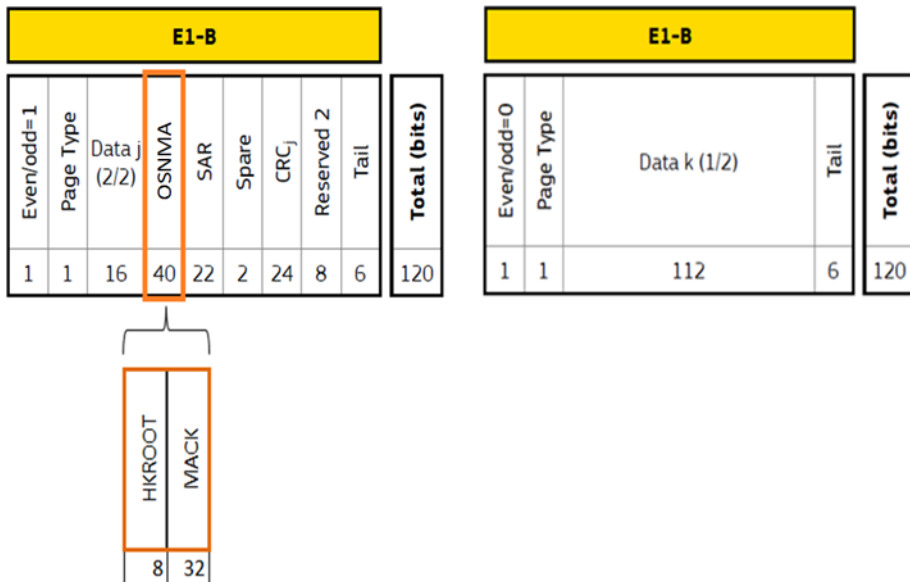 E1-B
Even/odd=1
Page Type
Data j
(2/2)
OSNMA
SAR
Spare
CRCj
Reserved 2
Tail
Total (bits)
1 1 16 40 22 2 24 8 6 120
HKROOT
MACK
8 32
E1-B
Even/odd=0
Page Type
Data k (1/2)
Tail
Total (bits)
1 1 112 6 120